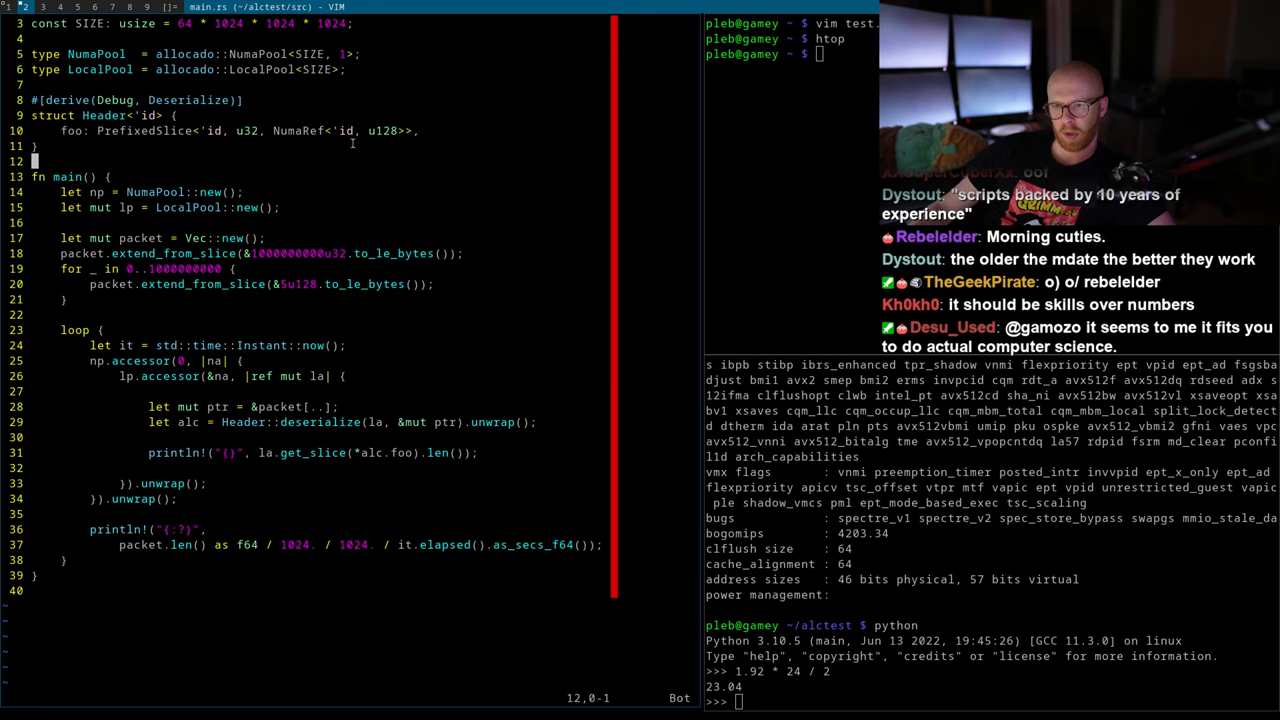 1 2 3 4 5 6 7 8 9 []= main.rs (~/alctest/src) - VIM
3 const SIZE: usize = 64 * 1024 * 1024 * 1024;
4
5 type NumaPool  = allocado::NumaPool<SIZE, 1>;
6 type LocalPool = allocado::LocalPool<SIZE>;
7
8 #[derive(Debug, Deserialize)]
9 struct Header<'id> {
10     foo: PrefixedSlice<'id, u32, NumaRef<'id, u128>>,
11 }
12
13 fn main() {
14     let np = NumaPool::new();
15     let mut lp = LocalPool::new();
16
17     let mut packet = Vec::new();
18     packet.extend_from_slice(&1000000000u32.to_le_bytes());
19     for _ in 0..1000000000 {
20         packet.extend_from_slice(&5u128.to_le_bytes());
21     }
22
23     loop {
24         let it = std::time::Instant::now();
25         np.accessor(0, |na| {
26             lp.accessor(&na, |ref mut la| {
27
28                 let mut ptr = &packet[..];
29                 let alc = Header::deserialize(la, &mut ptr).unwrap();
30
31                 println!("{}", la.get_slice(*alc.foo).len());
32
33             }).unwrap();
34         }).unwrap();
35
36         println!("{:?}",
37             packet.len() as f64 / 1024. / 1024. / it.elapsed().as_secs_f64());
38     }
39 }
40
~
~
~
~
~
~
12,0-1 Bot
pleb@gamey ~ $ vim test.
pleb@gamey ~ $ htop
pleb@gamey ~ $
XXSuperCuberXx: oof
Dystout: "scripts backed by 10 years of
experience"
Rebelelder: Morning cuties.
Dystout: the older the mdate the better they work
TheGeekPirate: o) o/ rebelelder
Kh0kh0: it should be skills over numbers
Desu_Used: @gamozo it seems to me it fits you
to do actual computer science.
s ibpb stibp ibrs_enhanced tpr_shadow vnmi flexpriority ept vpid ept_ad fsgsba
djust bmi1 avx2 smep bmi2 erms invpcid cqm rdt_a avx512f avx512dq rdseed adx s
12ifma clflushopt clwb intel_pt avx512cd sha_ni avx512bw avx512vl xsaveopt xsa
bv1 xsaves cqm_llc cqm_occup_llc cqm_mbm_total cqm_mbm_local split_lock_detect
d dtherm ida arat pln pts avx512vbmi umip pku ospke avx512_vbmi2 gfni vaes vpc
avx512_vnni avx512_bitalg tme avx512_vpopcntdq la57 rdpid fsrm md_clear pconfi
l1d arch_capabilities
vmx flags : vnmi preemption_timer posted_intr invvpid ept_x_only ept_ad
flexpriority apicv tsc_offset vtpr mtf vapic ept vpid unrestricted_guest vapic
ple shadow_vmcs pml ept_mode_based_exec tsc_scaling
bugs : spectre_v1 spectre_v2 spec_store_bypass swapgs mmio_stale_da
bogomips : 4203.34
clflush size : 64
cache_alignment : 64
address sizes : 46 bits physical, 57 bits virtual
power management:
pleb@gamey ~/alctest $ python
Python 3.10.5 (main, Jun 13 2022, 19:45:26) [GCC 11.3.0] on linux
Type "help", "copyright", "credits" or "license" for more information.
>>> 1.92 * 24 / 2
23.04
>>>